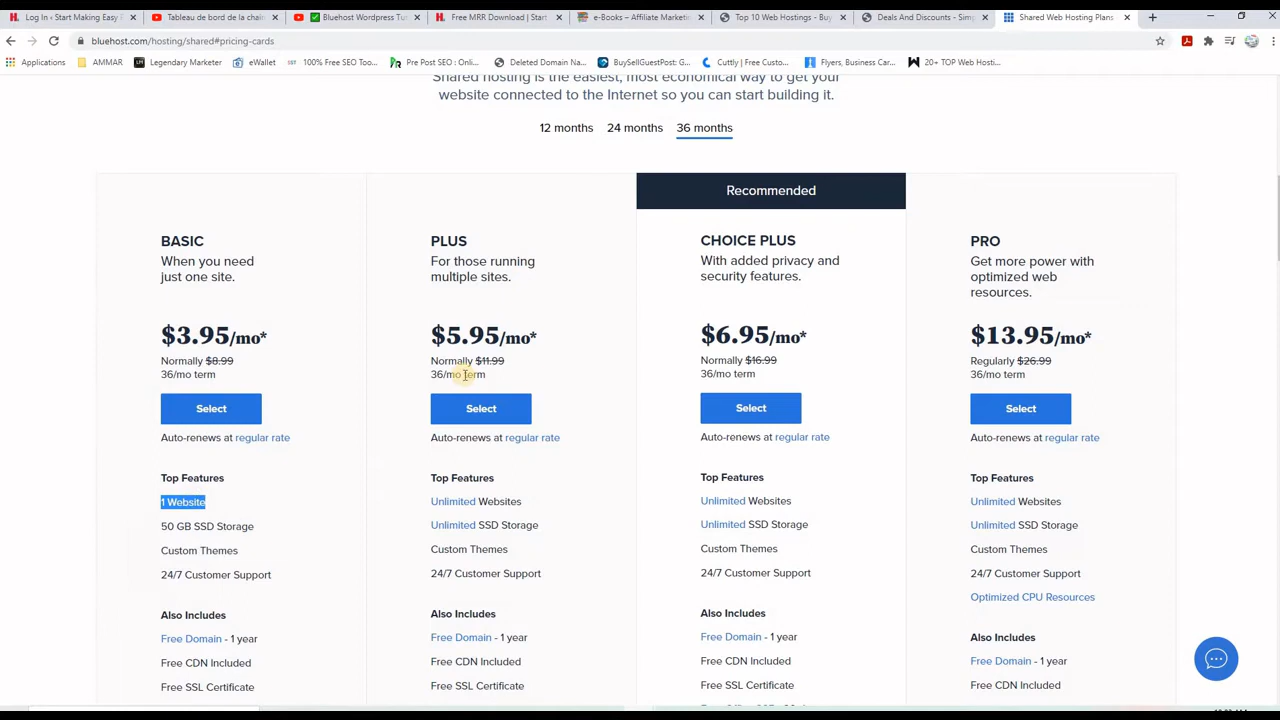 Log In ‹ Start Making Easy
Tableau de bord de la chaîn
Bluehost Wordpress Tut
Free MRR Download | Start
e-Books – Affiliate Marketin
Top 10 Web Hostings - Buy
Deals And Discounts - Simp
Shared Web Hosting Plans
bluehost.com/hosting/shared#pricing-cards
Applications
AMMAR
Legendary Marketer
eWallet
100% Free SEO Too...
Pre Post SEO : Onli...
Deleted Domain Na...
BuySellGuestPost: G...
Cuttly | Free Custo...
Flyers, Business Car...
20+ TOP Web Hosti...
Shared hosting is the easiest, most economical way to get your
website connected to the Internet so you can start building it.
12 months 24 months 36 months
BASIC
When you need
just one site.
$3.95/mo*
Normally $8.99
36/mo term
Select
Auto-renews at regular rate
Top Features
1 Website
50 GB SSD Storage
Custom Themes
24/7 Customer Support
Also Includes
Free Domain - 1 year
Free CDN Included
Free SSL Certificate
PLUS
For those running
multiple sites.
$5.95/mo*
Normally $11.99
36/mo term
Select
Auto-renews at regular rate
Top Features
Unlimited Websites
Unlimited SSD Storage
Custom Themes
24/7 Customer Support
Also Includes
Free Domain - 1 year
Free CDN Included
Free SSL Certificate
Recommended
CHOICE PLUS
With added privacy and
security features.
$6.95/mo*
Normally $16.99
36/mo term
Select
Auto-renews at regular rate
Top Features
Unlimited Websites
Unlimited SSD Storage
Custom Themes
24/7 Customer Support
Also Includes
Free Domain - 1 year
Free CDN Included
Free SSL Certificate
PRO
Get more power with
optimized web
resources.
$13.95/mo*
Regularly $26.99
36/mo term
Select
Auto-renews at regular rate
Top Features
Unlimited Websites
Unlimited SSD Storage
Custom Themes
24/7 Customer Support
Optimized CPU Resources
Also Includes
Free Domain - 1 year
Free CDN Included